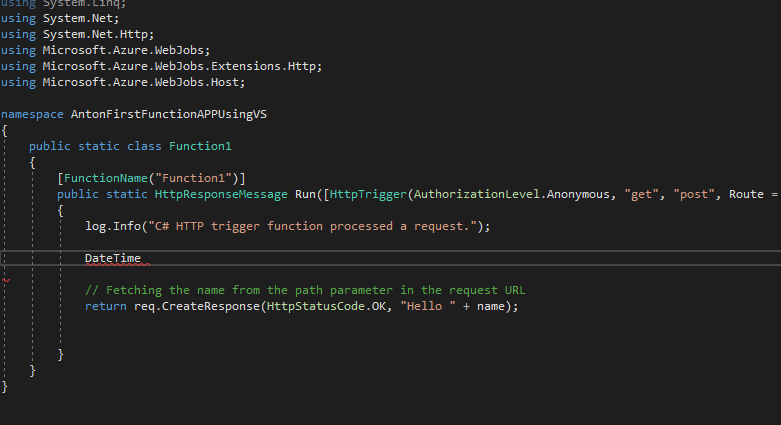 using System.Linq;
using System.Net;
using System.Net.Http;
using Microsoft.Azure.WebJobs;
using Microsoft.Azure.WebJobs.Extensions.Http;
using Microsoft.Azure.WebJobs.Host;
namespace AntonFirstFunctionAPPUsingVS
{
public static class Function1
{
[FunctionName("Function1")]
public static HttpResponseMessage Run([HttpTrigger(AuthorizationLevel.Anonymous, "get", "post", Route =
{
log.Info("C# HTTP trigger function processed a request.");
DateTime
// Fetching the name from the path parameter in the request URL
return req.CreateResponse(HttpStatusCode.OK, "Hello " + name);
}
}
}